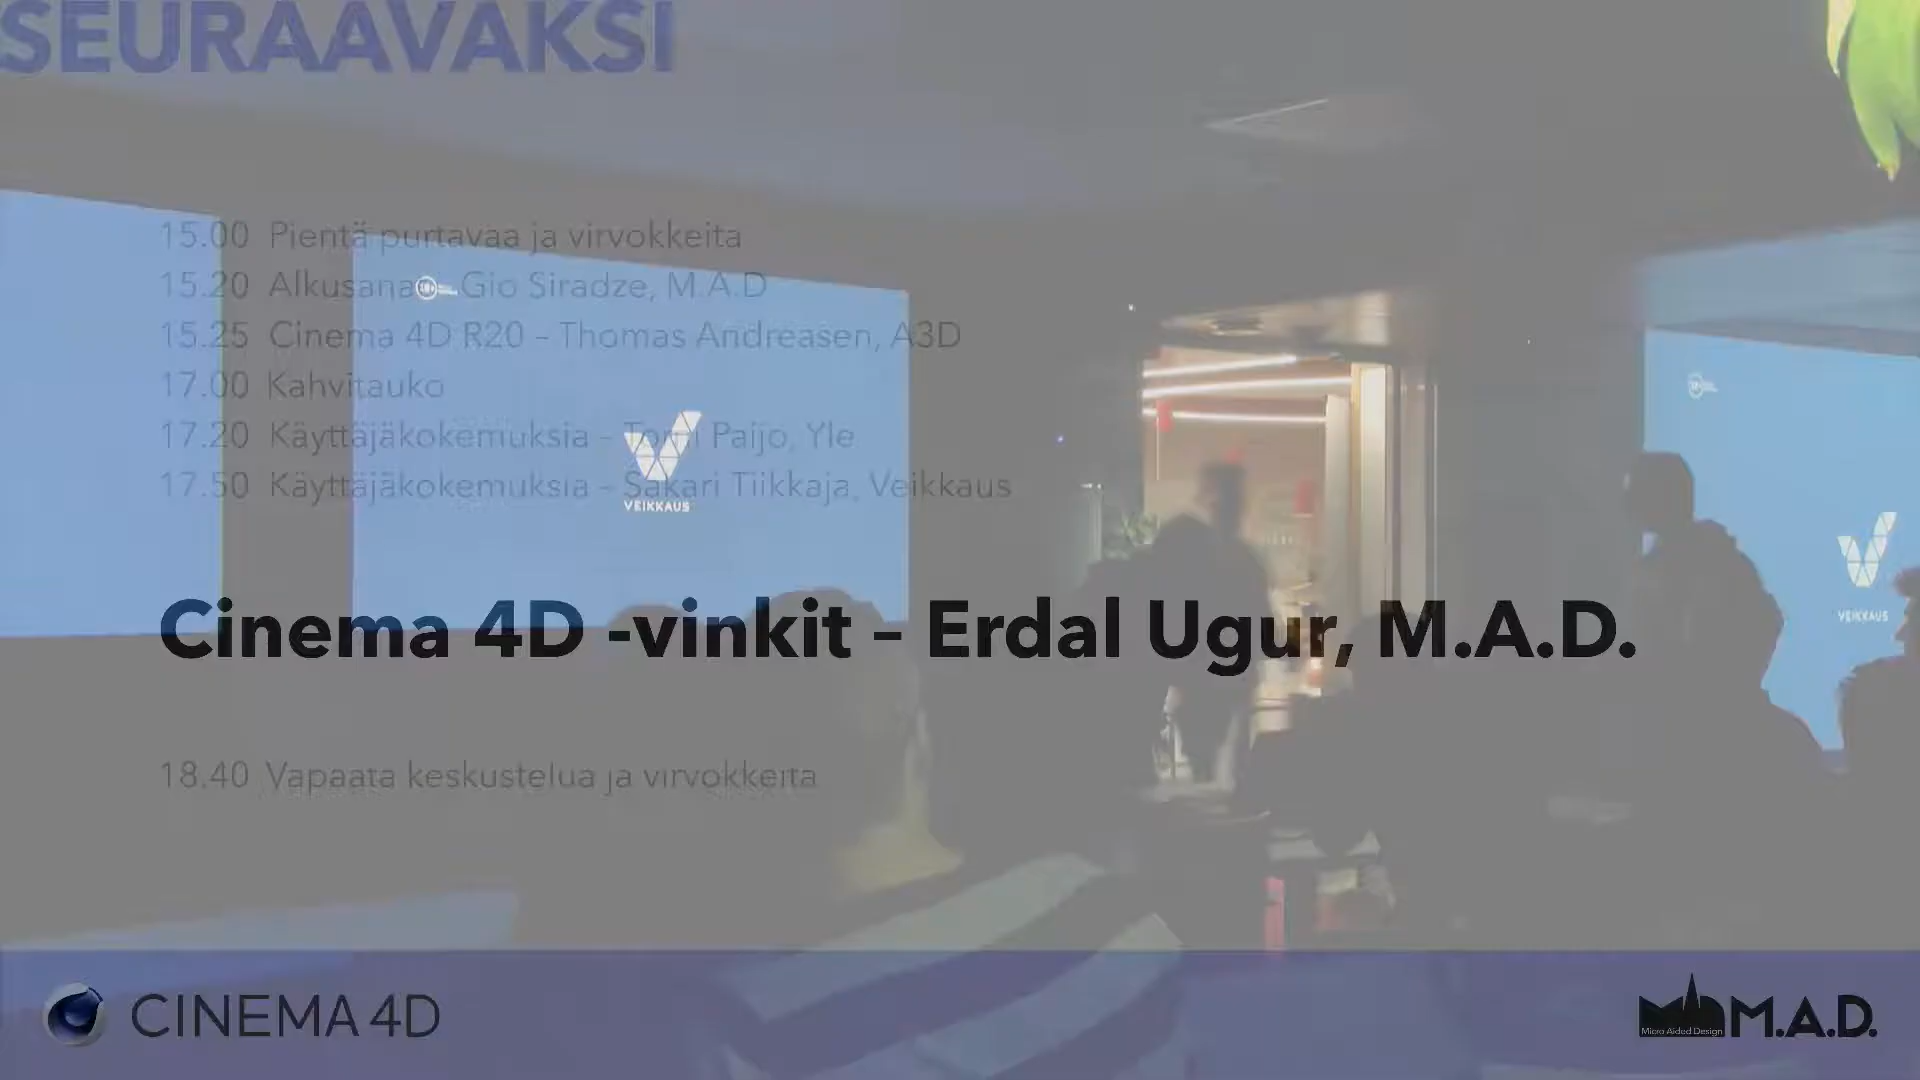 SEURAAVAKSI
15.00 Pientä purtavaa ja virvokkeita
15.20 Alkusanat – Gio Siradze, M.A.D
15.25 Cinema 4D R20 – Thomas Andreasen, A3D
17.00 Kahvitauko
17.20 Käyttäjäkokemuksia – Tomi Paijo, Yle
17.50 Käyttäjäkokemuksia – Sakari Tiikkaja, Veikkaus
VEIKKAUS
VEIKKAUS
Cinema 4D -vinkit – Erdal Ugur, M.A.D.
18.40 Vapaata keskustelua ja virvokkeita
CINEMA 4D
Micro Aided Design
M.A.D.